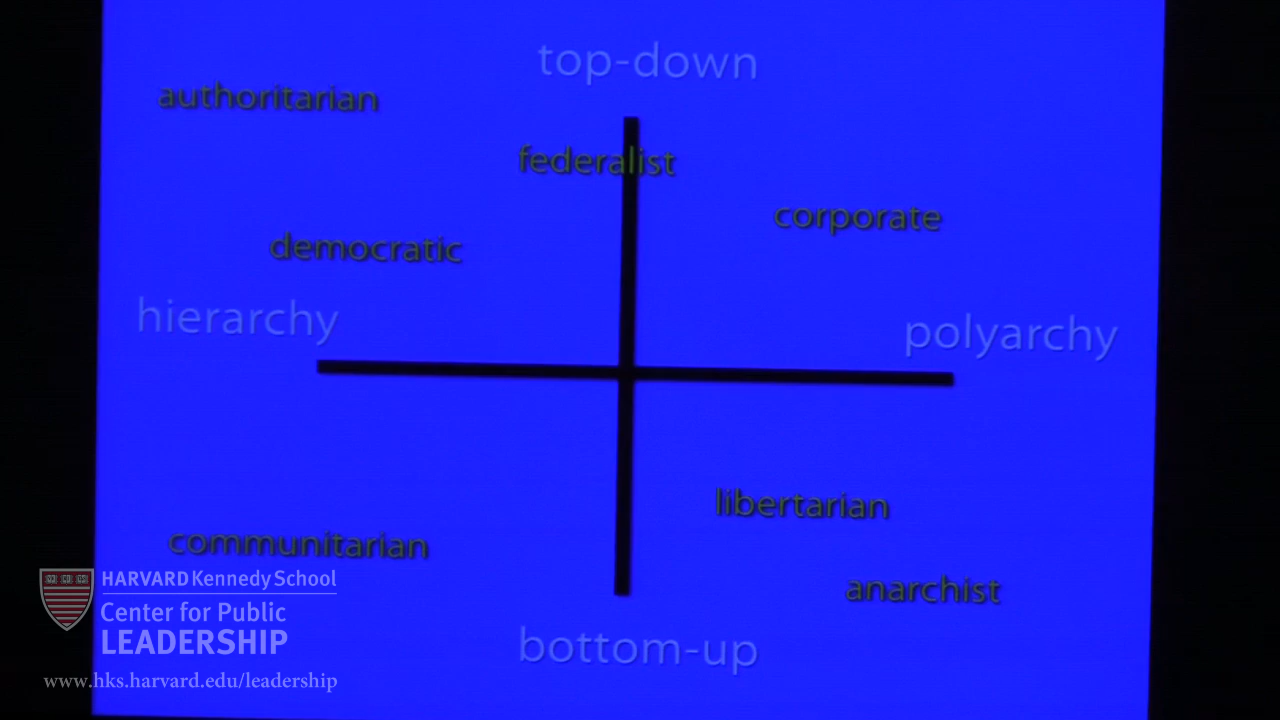 top-down
authoritarian
federalist
corporate
democratic
hierarchy
polyarchy
libertarian
communitarian
anarchist
bottom-up
HARVARD Kennedy School
Center for Public
LEADERSHIP
www.hks.harvard.edu/leadership